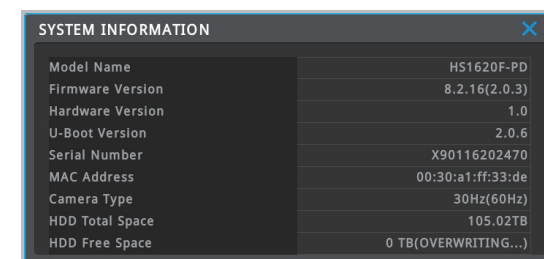 SYSTEM INFORMATION
Model Name HS1620F-PD
Firmware Version 8.2.16(2.0.3)
Hardware Version 1.0
U-Boot Version 2.0.6
Serial Number X90116202470
MAC Address 00:30:a1:ff:33:de
Camera Type 30Hz(60Hz)
HDD Total Space 105.02TB
HDD Free Space 0 TB(OVERWRITING...)